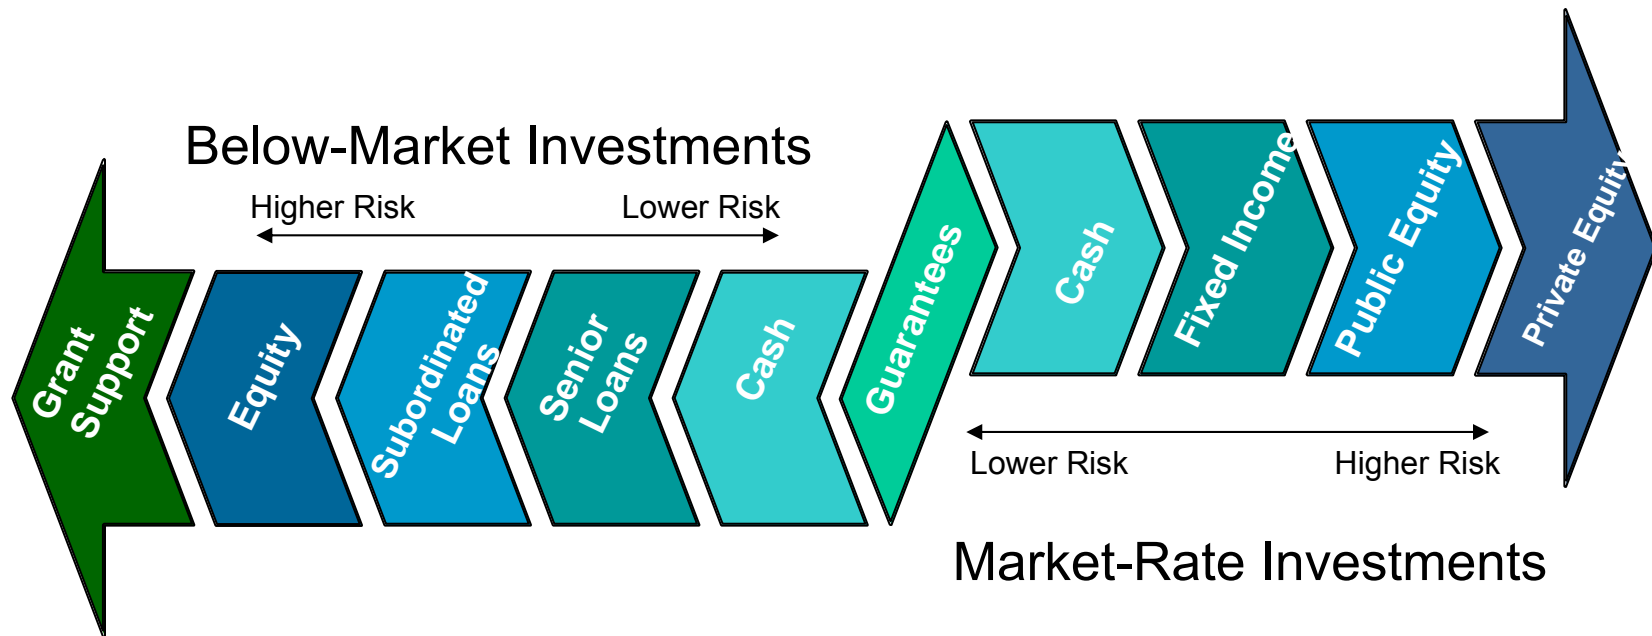 Below-Market Investments
Higher Risk
Lower Risk
Grant
Support
Equity
Subordinated
Loans
Senior
Loans
Cash
Guarantees
Cash
Fixed Income
Public Equity
Private Equity
Lower Risk
Higher Risk
Market-Rate Investments